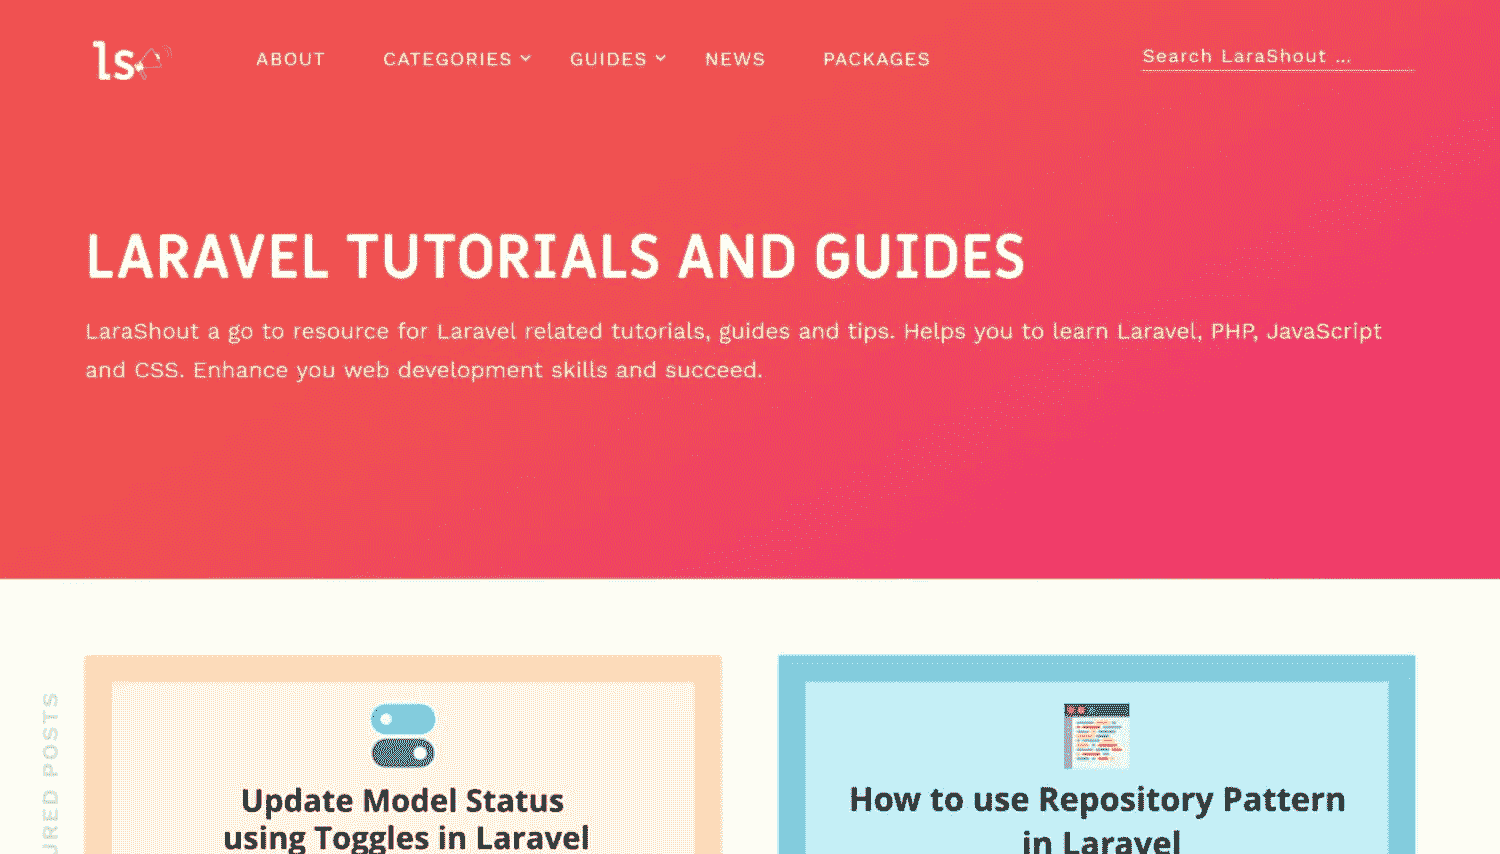 ls
ABOUT CATEGORIES GUIDES NEWS PACKAGES Search LaraShout ...
LARAVEL TUTORIALS AND GUIDES
LaraShout a go to resource for Laravel related tutorials, guides and tips. Helps you to learn Laravel, PHP, JavaScript
and CSS. Enhance you web development skills and succeed.
URED POSTS
Update Model Status
using Toggles in Laravel
How to use Repository Pattern
in Laravel